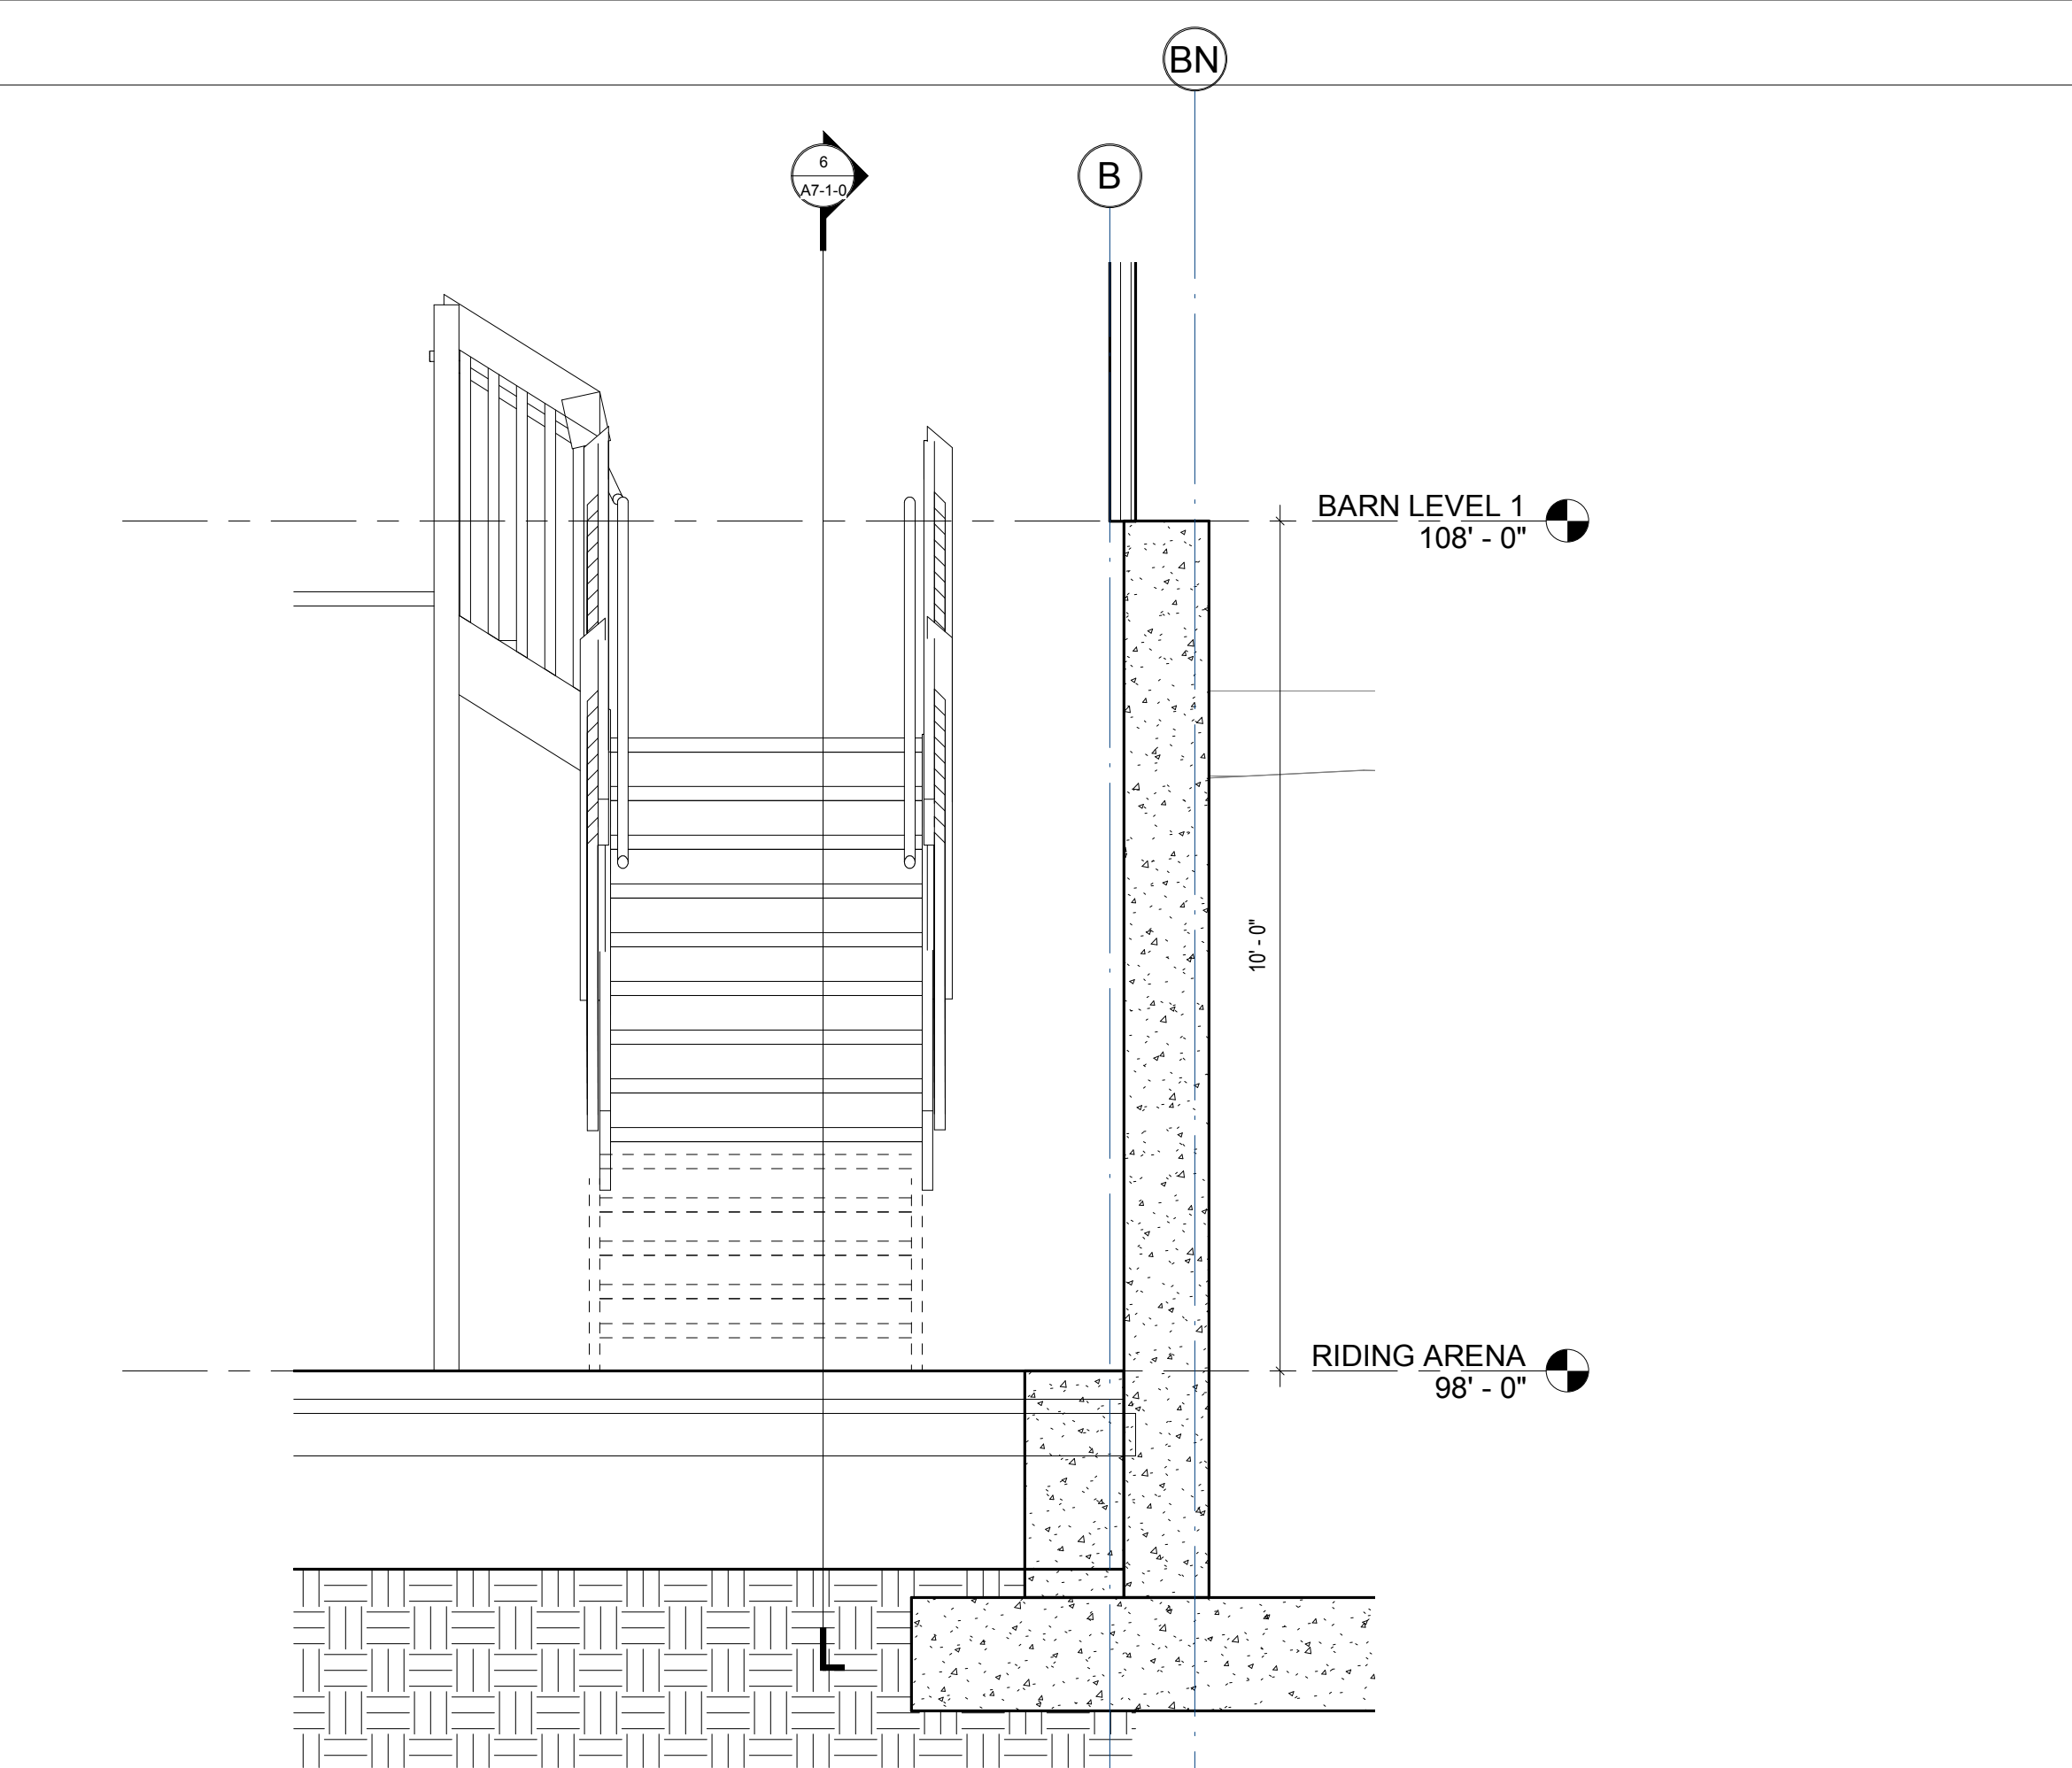 BN
6
A7-1-0
B
BARN LEVEL 1
108' - 0"
10' - 0"
RIDING ARENA
98' - 0"